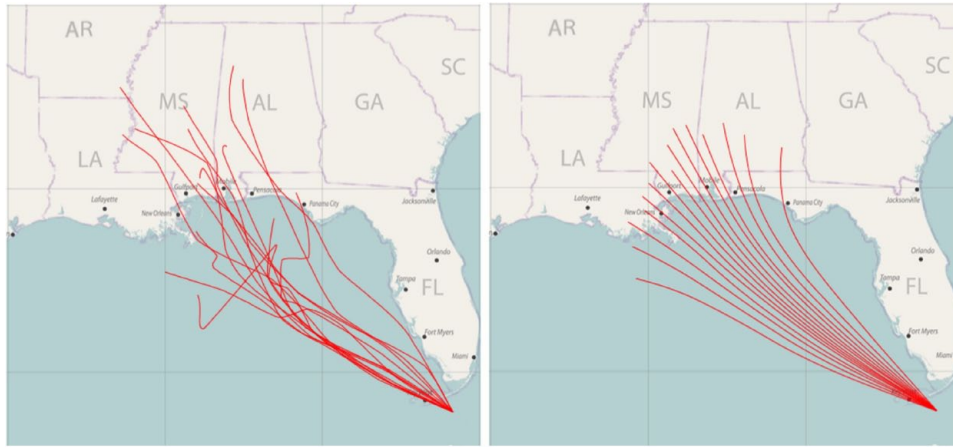 AR
SC
MS
AL
GA
LA
Gulfport
Mobile
Pensacola
Lafayette
New Orleans
Panama City
Jacksonville
Orlando
Tampa
FL
Fort Myers
Miami
AR
SC
MS
AL
GA
LA
Gulfport
Mobile
Pensacola
Lafayette
New Orleans
Panama City
Jacksonville
Orlando
Tampa
FL
Fort Myers
Miami